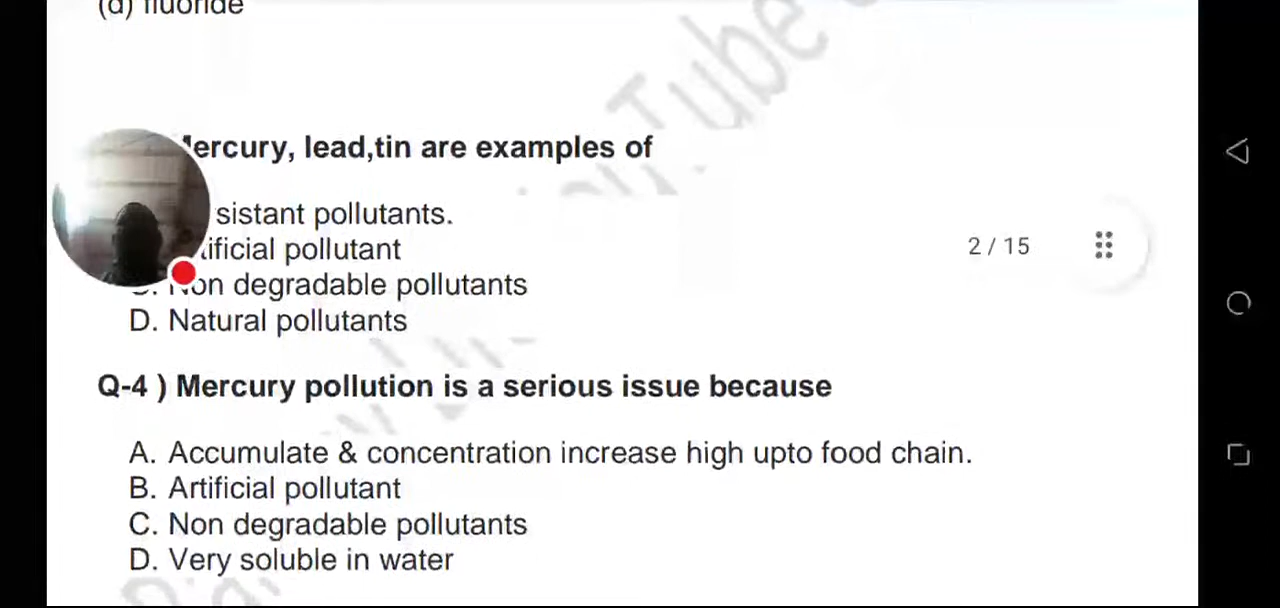 (d) fluoride
ercury, lead,tin are examples of
sistant pollutants.
ificial pollutant
Non degradable pollutants
2 / 15
D. Natural pollutants
Q-4 ) Mercury pollution is a serious issue because
A. Accumulate & concentration increase high upto food chain.
B. Artificial pollutant
C. Non degradable pollutants
D. Very soluble in water